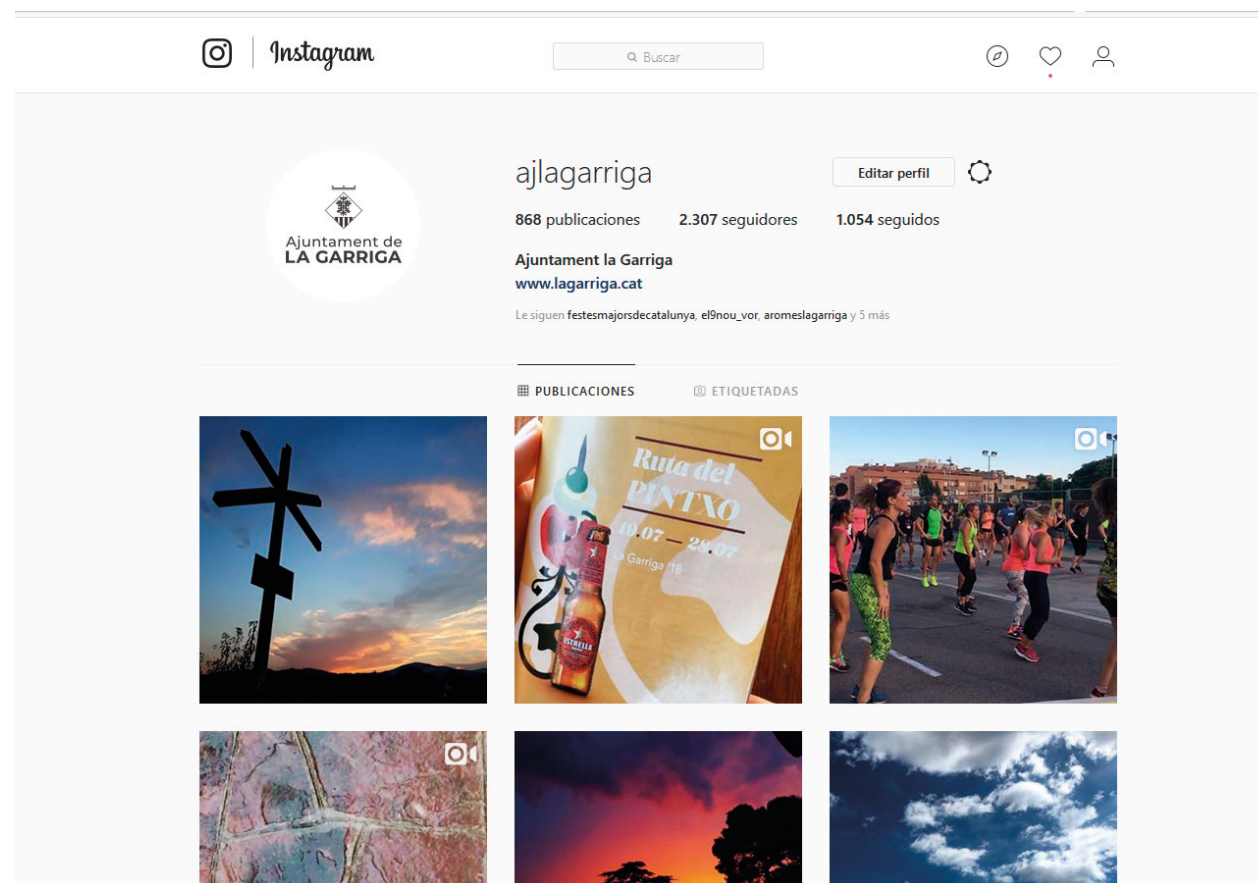 Instagram
Buscar
ajlagarriga
Editar perfil
868 publicaciones 2.307 seguidores 1.054 seguidos
Ajuntament de
LA GARRIGA
Ajuntament la Garriga
www.lagarriga.cat
Le siguen festesmajorsdecatalunya, el9nou_vor, aromeslagarriga y 5 más
PUBLICACIONES ETIQUETADAS
Ruta del
PINTXO
19.07 — 28.07
La Garriga '18
ESTRELLA